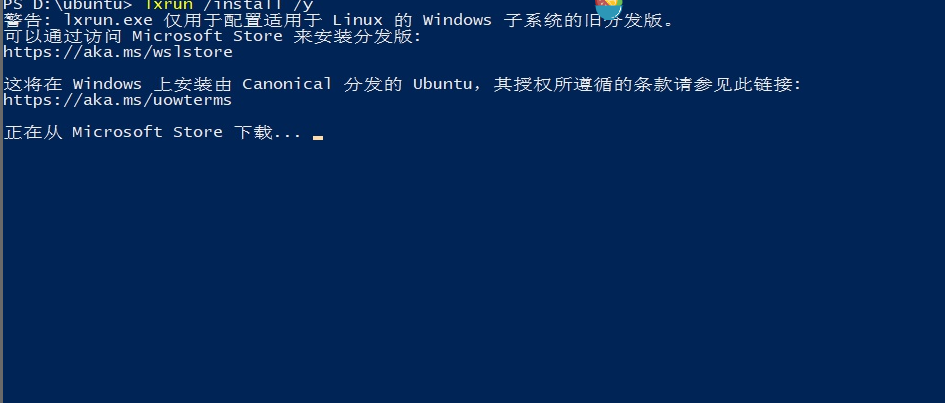 PS D:\ubuntu> lxrun /install /y
警告: lxrun.exe 仅用于配置适用于 Linux 的 Windows 子系统的旧分发版。
可以通过访问 Microsoft Store 来安装分发版:
https://aka.ms/wslstore
这将在 Windows 上安装由 Canonical 分发的 Ubuntu，其授权所遵循的条款请参见此链接:
https://aka.ms/uowterms
正在从 Microsoft Store 下载...